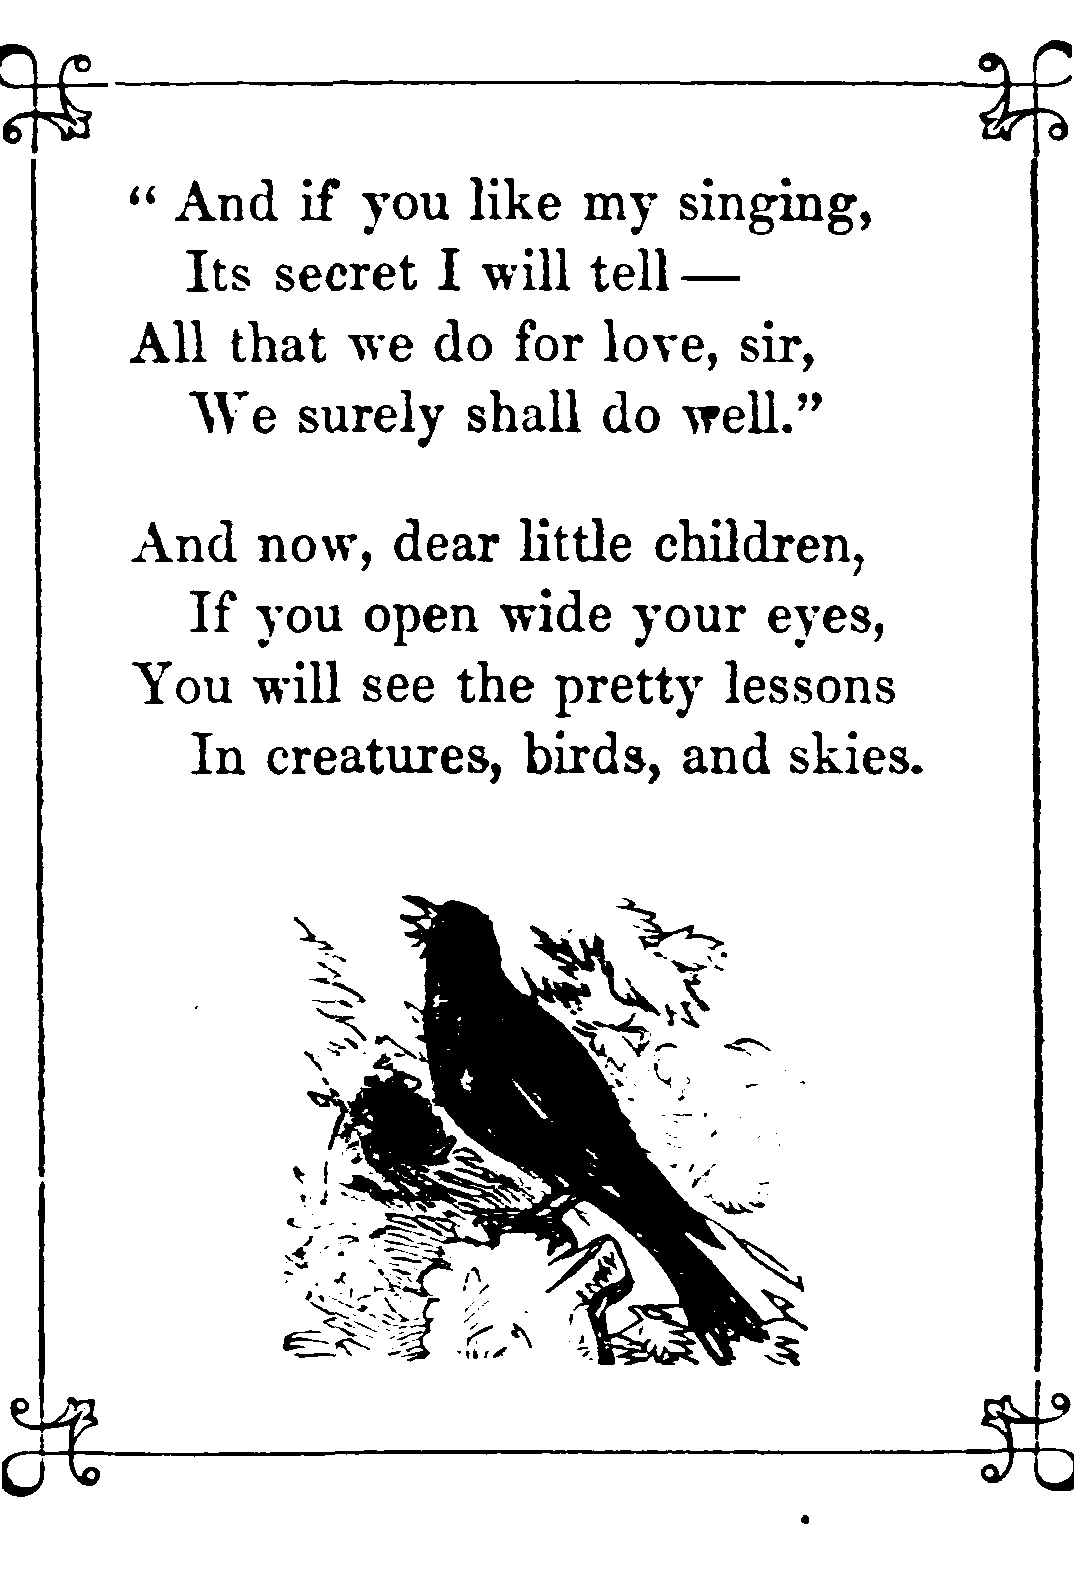 “ And if you like my singing,
Its secret I will tell—
All that we do for love, sir,
We surely shall do well.”
And now, dear little children,
If you open wide your eyes,
You will see the pretty lessons
In creatures, birds, and skies.